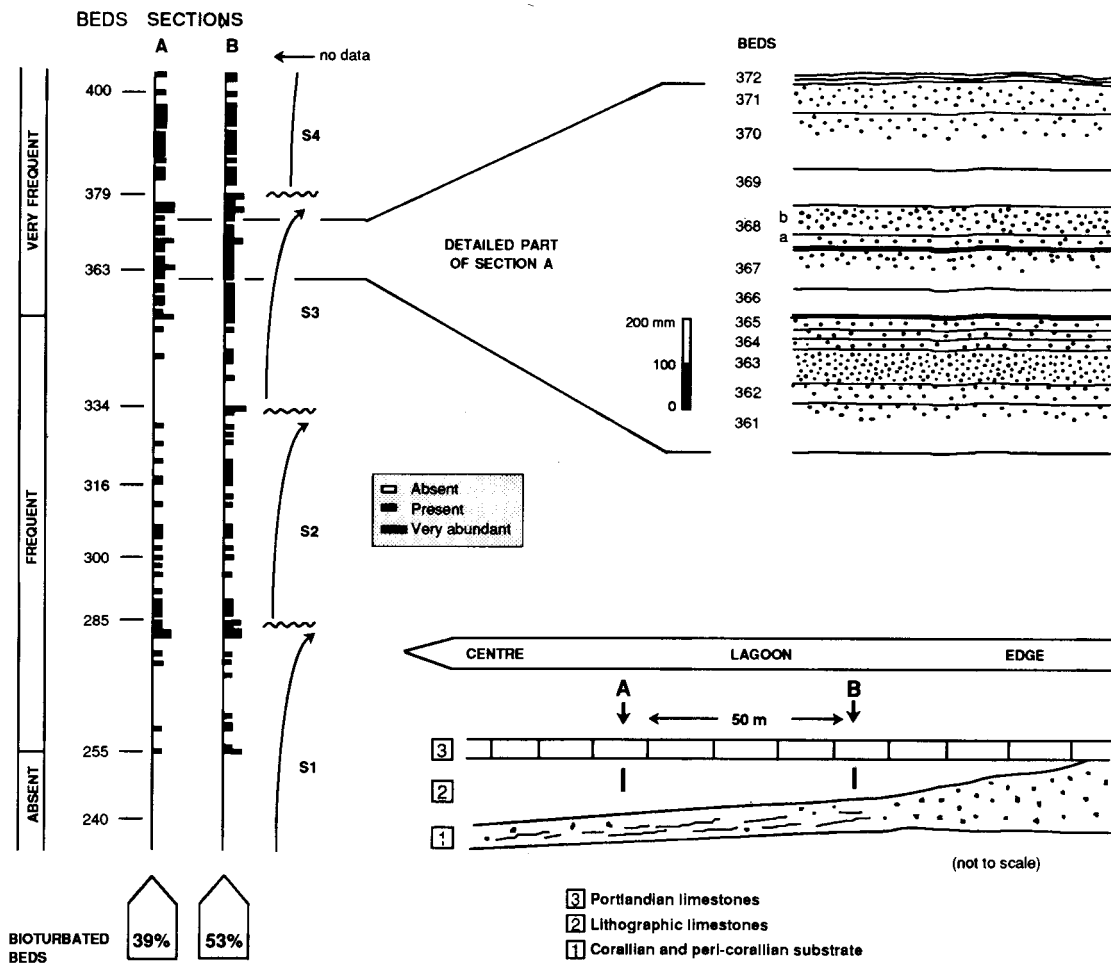 BEDS SECTIONS
A B
no data
400
379
363
334
316
300
285
255
240
VERY FREQUENT
FREQUENT
ABSENT
S4
S3
S2
S1
BIOTURBATED
BEDS
39% 53%
DETAILED PART
OF SECTION A
BEDS
372
371
370
369
b
368
a
367
366
365
364
363
362
361
200 mm
100
0
Absent
Present
Very abundant
CENTRE LAGOON EDGE
A B
50 m
3
2
1
(not to scale)
3 Portlandian limestones
2 Lithographic limestones
1 Corallian and peri-corallian substrate